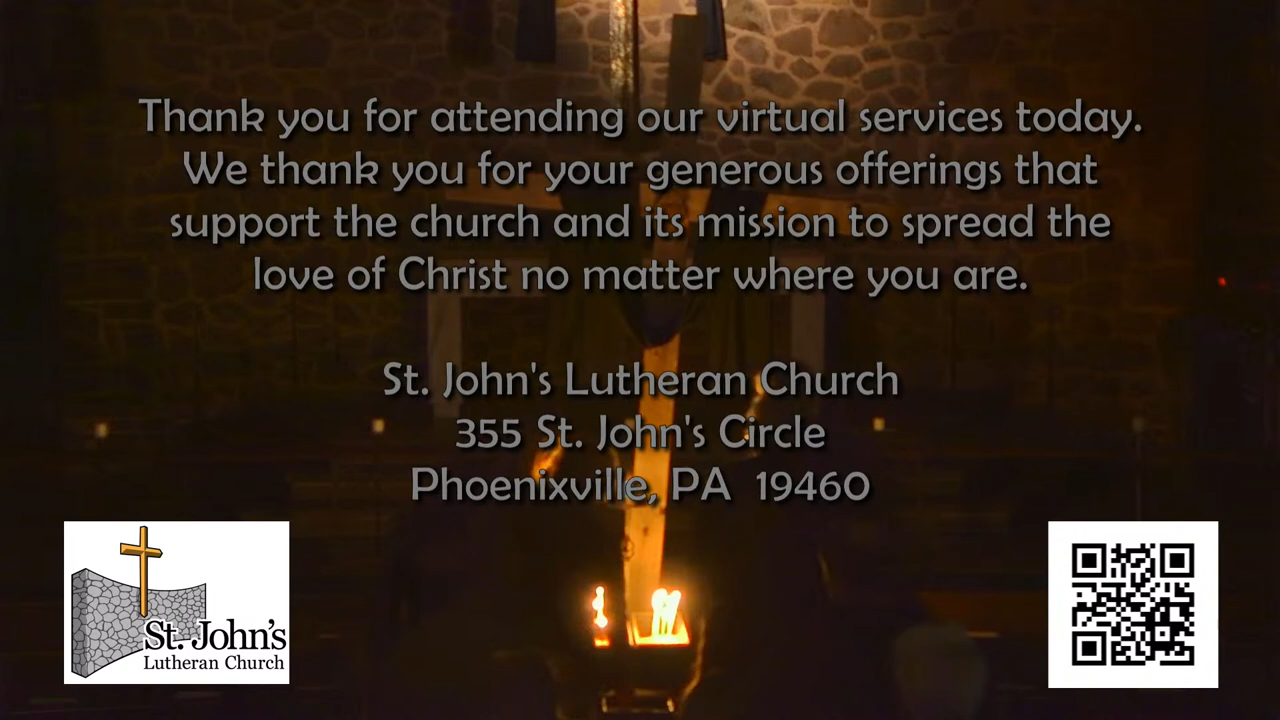 Thank you for attending our virtual services today.
We thank you for your generous offerings that
support the church and its mission to spread the
love of Christ no matter where you are.
St. John's Lutheran Church
355 St. John's Circle
Phoenixville, PA  19460
St. John's
Lutheran Church